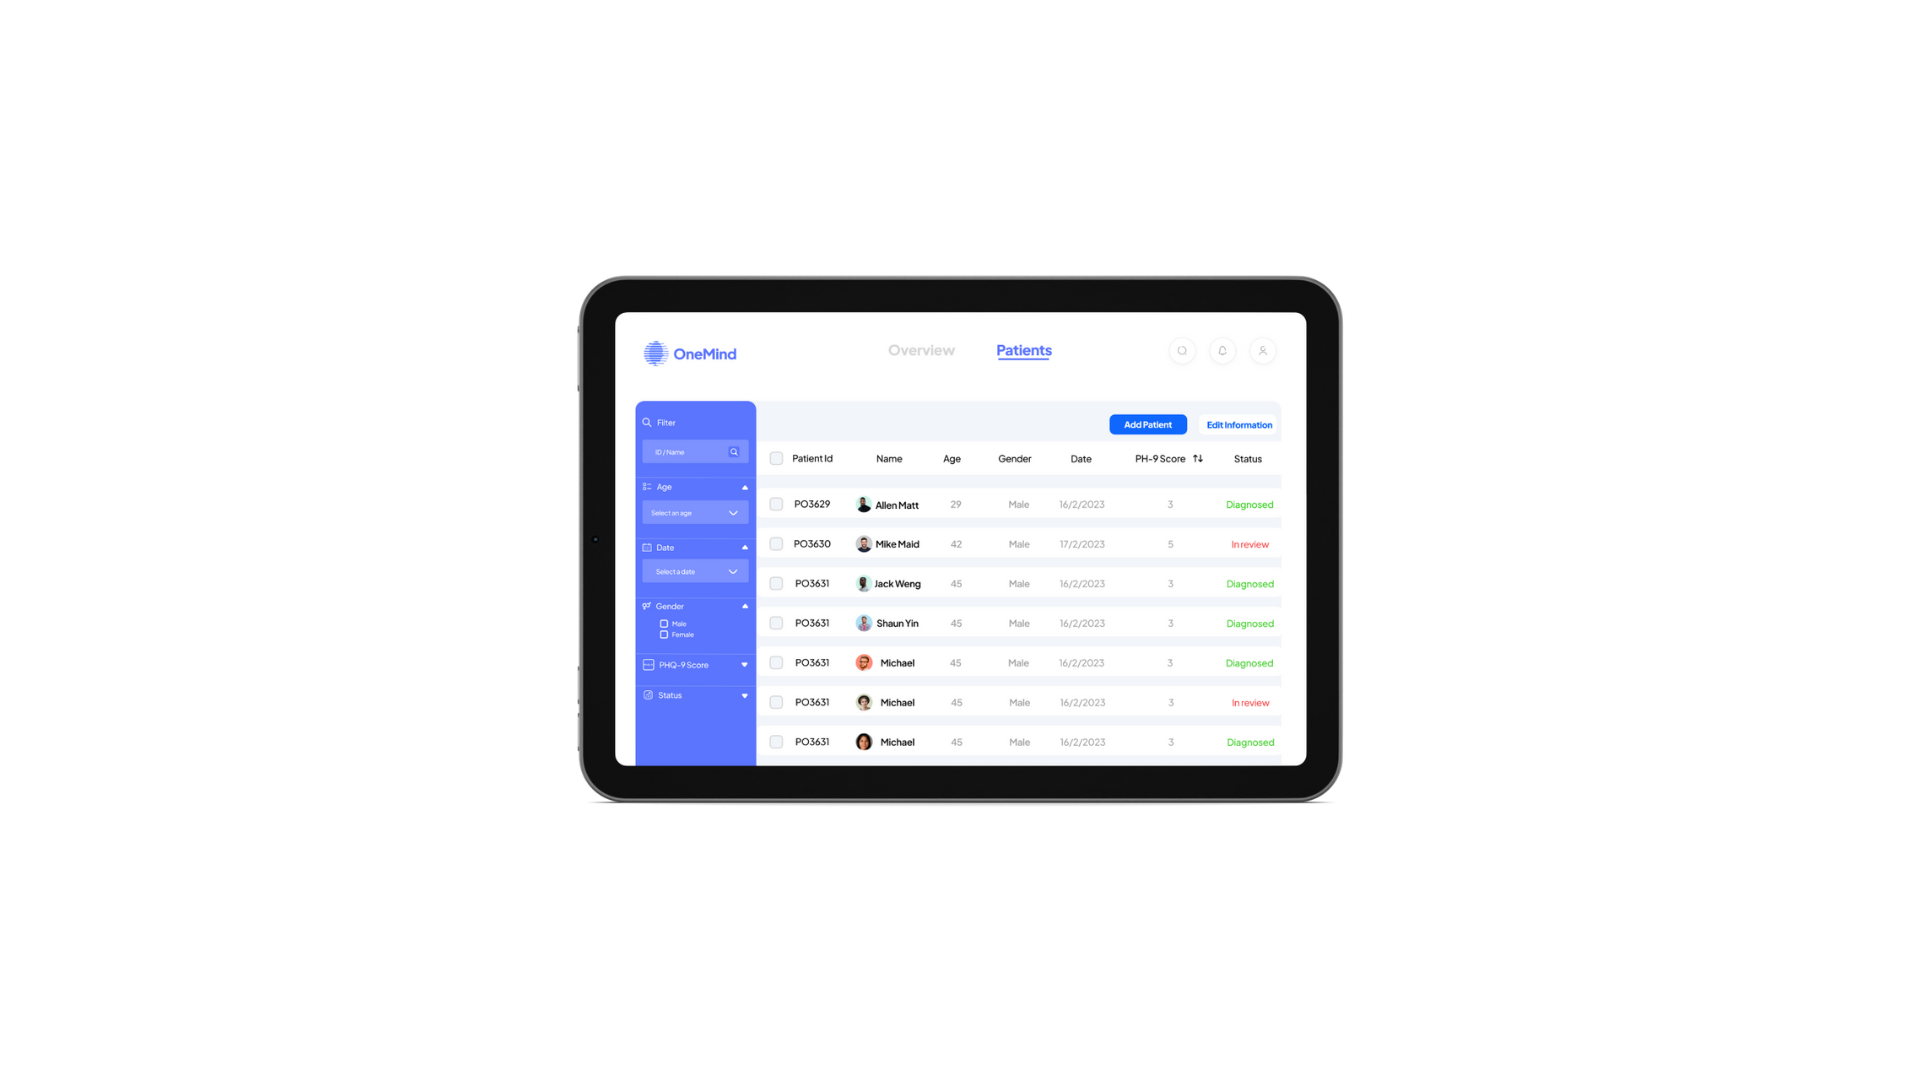 OneMind
Overview Patients
Filter
ID / Name
Age
Select an age
Date
Select a date
Gender
Male
Female
PHQ-9 Score
Status
Add Patient Edit Information
Patient Id Name Age Gender Date PH-9 Score Status
PO3629 Allen Matt 29 Male 16/2/2023 3 Diagnosed
PO3630 Mike Maid 42 Male 17/2/2023 5 In review
PO3631 Jack Weng 45 Male 16/2/2023 3 Diagnosed
PO3631 Shaun Yin 45 Male 16/2/2023 3 Diagnosed
PO3631 Michael 45 Male 16/2/2023 3 Diagnosed
PO3631 Michael 45 Male 16/2/2023 3 In review
PO3631 Michael 45 Male 16/2/2023 3 Diagnosed